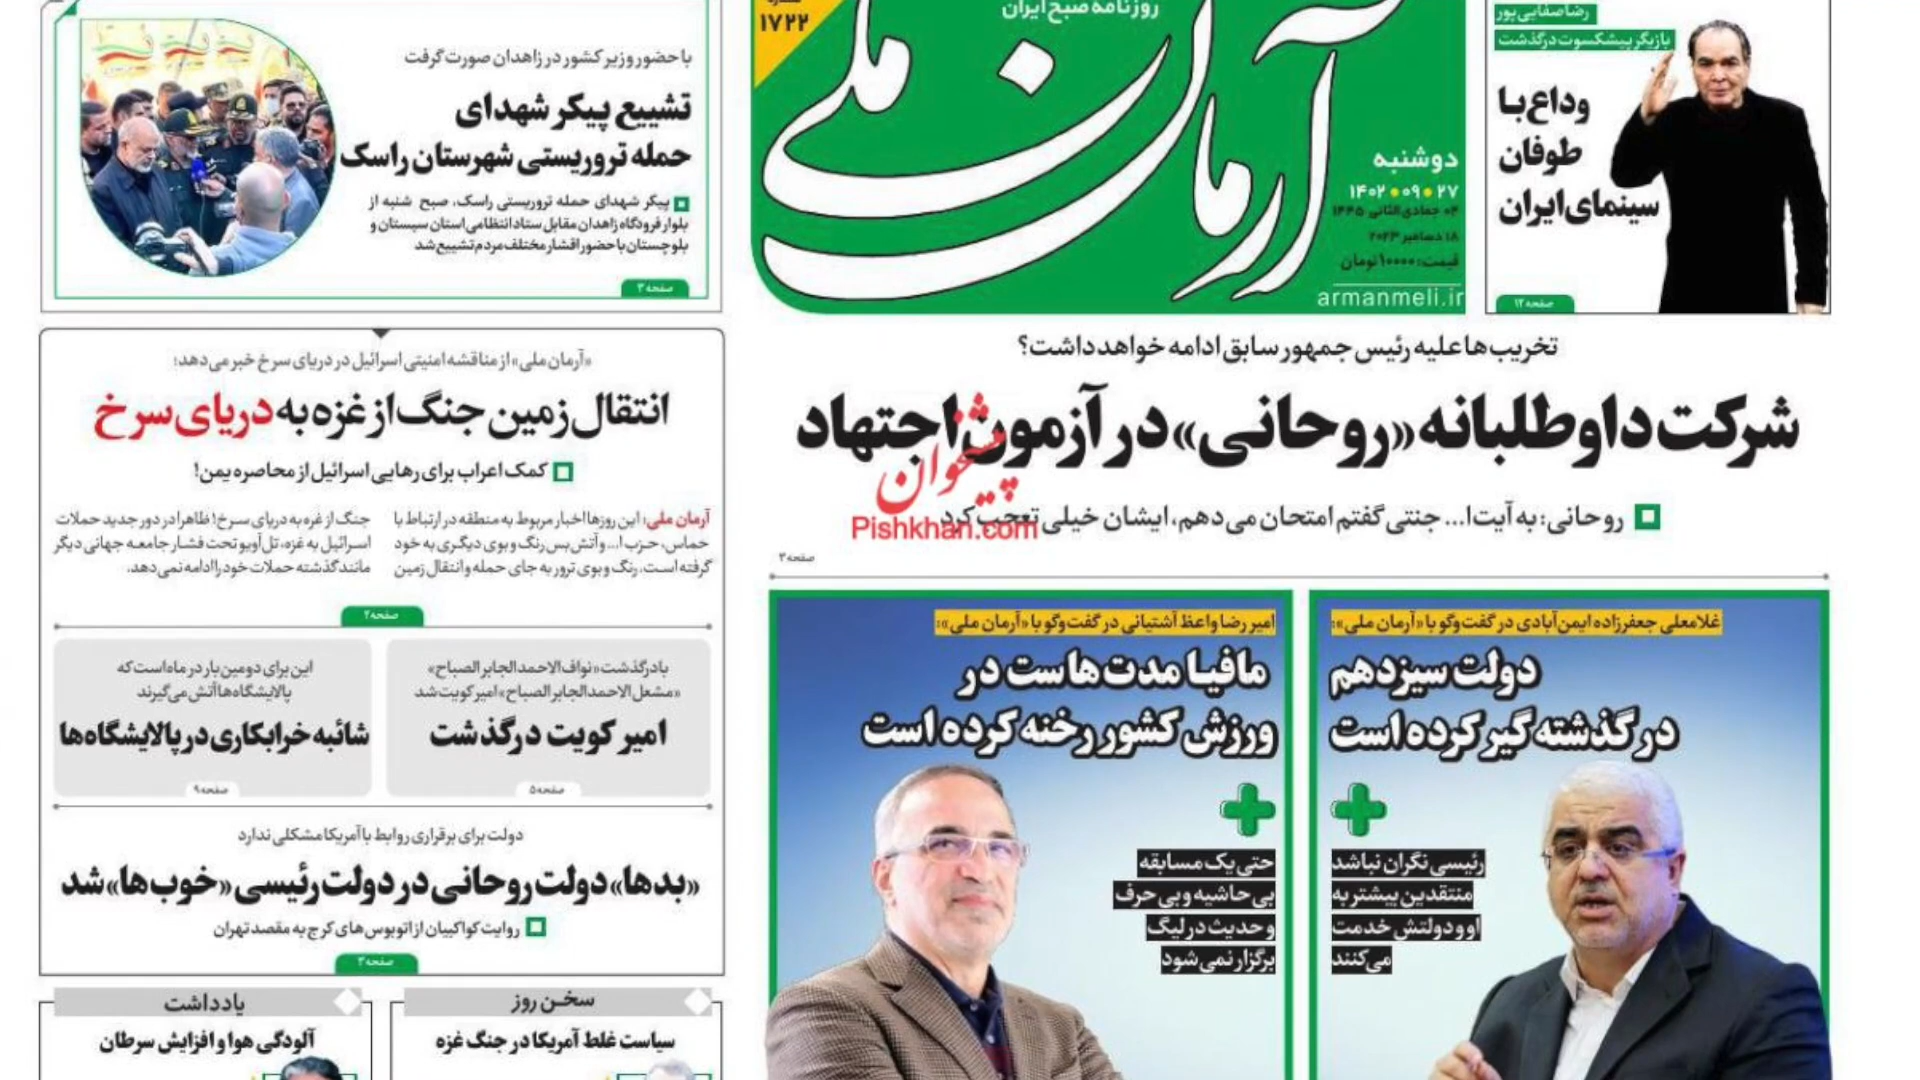 رضا صفایی‌پور
بازیگر پیشکسوت درگذشت
وداع با
طوفان
سینمای ایران
صفحه ۱۲
روزنامه صبح ایران
۱۷۲۲
آرمان ملی
دوشنبه
۱۴۰۲ ۰۹ ۲۷
۰۴ جمادی الثانی ۱۴۴۵
۱۸ دسامبر ۲۰۲۳
قیمت: ۱۰۰۰۰ تومان
armanmeli.ir
با حضور وزیر کشور در زاهدان صورت گرفت
تشییع پیکر شهدای
حمله تروریستی شهرستان راسک
پیکر شهدای حمله تروریستی راسک، صبح شنبه از
بلوار فرودگاه زاهدان مقابل ستاد انتظامی استان سیستان و
بلوچستان با حضور اقشار مختلف مردم تشییع شد
صفحه ۳
تخریب‌ها علیه رئیس جمهور سابق ادامه خواهد داشت؟
شرکت داوطلبانه «روحانی» در آزمون اجتهاد
روحانی: به آیت‌ا... جنتی گفتم امتحان می‌دهم، ایشان خیلی تعجب کرد
صفحه ۳
پیشخوان
Pishkhan.com
غلامعلی جعفرزاده ایمن‌آبادی در گفت‌وگو با «آرمان ملی»:
دولت سیزدهم
در گذشته گیر کرده است
رئیسی نگران نباشد
منتقدین بیشتر به
او و دولتش خدمت
می‌کنند
امیررضا واعظ آشتیانی در گفت‌وگو با «آرمان ملی»:
مافیا مدت‌هاست در
ورزش کشور رخنه کرده است
حتی یک مسابقه
بی‌حاشیه و بی‌حرف
و حدیث در لیگ
برگزار نمی‌شود
«آرمان ملی» از مناقشه امنیتی اسرائیل در دریای سرخ خبر می‌دهد؛
انتقال زمین جنگ از غزه به دریای سرخ
کمک اعراب برای رهایی اسرائیل از محاصره یمن!
آرمان ملی: این روزها اخبار مربوط به منطقه در ارتباط با
حماس، حزب‌ا... و آتش‌بس رنگ و بوی دیگری به خود
گرفته است. رنگ و بوی ترور به جای حمله و انتقال زمین
جنگ از غزه به دریای سرخ! ظاهرا در دور جدید حملات
اسرائیل به غزه، تل‌آویو تحت فشار جامعه جهانی دیگر
مانند گذشته حملات خود را ادامه نمی‌دهد.
صفحه ۲
با درگذشت «نواف الاحمد الجابر الصباح»
«مشعل الاحمد الجابر الصباح» امیر کویت شد
امیر کویت درگذشت
صفحه ۵
این برای دومین بار در ماه است که
پالایشگاه‌ها آتش می‌گیرند
شائبه خرابکاری در پالایشگاه‌ها
صفحه ۹
دولت برای برقراری روابط با آمریکا مشکلی ندارد
«بدها» دولت روحانی در دولت رئیسی «خوب‌ها» شد
روایت کواکبیان از اتوبوس‌های کرج به مقصد تهران
صفحه ۳
سخن روز
سیاست غلط آمریکا در جنگ غزه
یادداشت
آلودگی هوا و افزایش سرطان